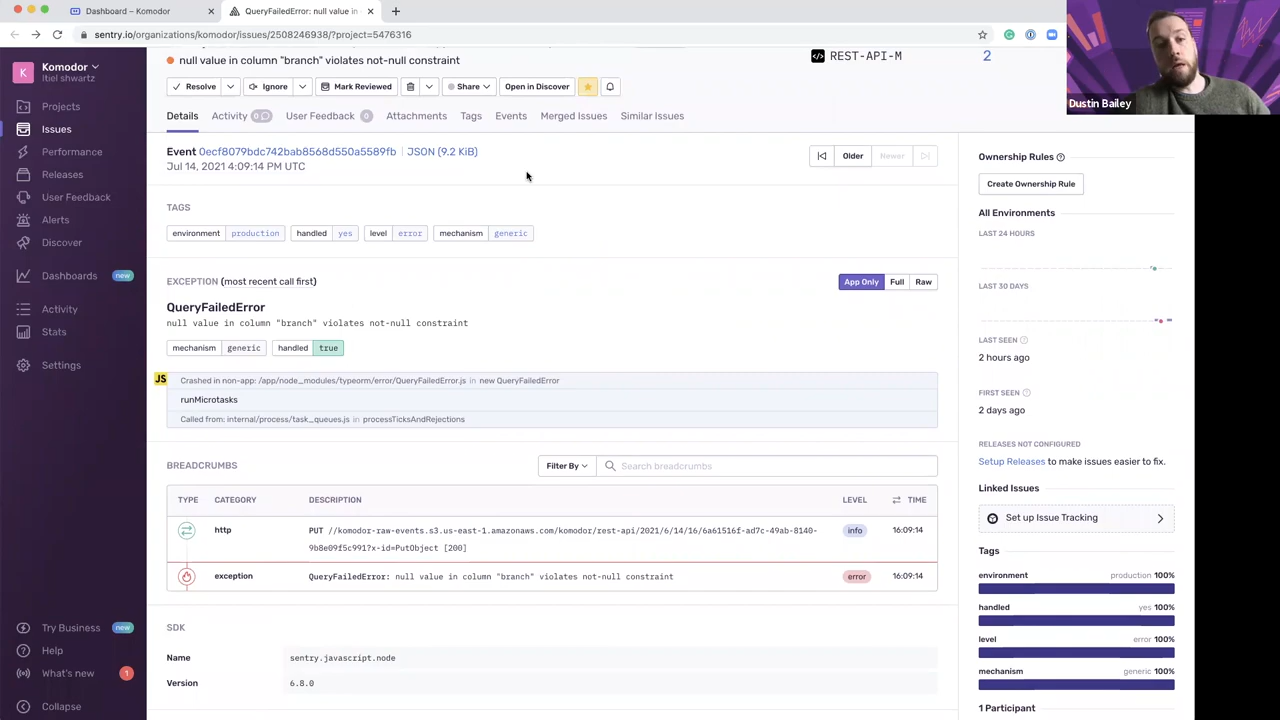 Dashboard – Komodor
QueryFailedError: null value in
sentry.io/organizations/komodor/issues/2508246938/?project=5476316
Dustin Bailey
K
Komodor
Itiel shwartz
Projects
Issues
Performance
Releases
User Feedback
Alerts
Discover
Dashboards new
Activity
Stats
Settings
Try Business new
Help
What's new 1
Collapse
null value in column "branch" violates not-null constraint
REST-API-M 2
Resolve Ignore Mark Reviewed Share Open in Discover
Details Activity 0 User Feedback 0 Attachments Tags Events Merged Issues Similar Issues
Event 0ecf8079bdc742bab8568d550a5589fb JSON (9.2 KiB)
Jul 14, 2021 4:09:14 PM UTC
Older Newer
TAGS
environment production handled yes level error mechanism generic
EXCEPTION (most recent call first)
App Only Full Raw
QueryFailedError
null value in column "branch" violates not-null constraint
mechanism generic handled true
JS
Crashed in non-app: /app/node_modules/typeorm/error/QueryFailedError.js in new QueryFailedError
runMicrotasks
Called from: internal/process/task_queues.js in processTicksAndRejections
BREADCRUMBS
Filter By Search breadcrumbs
TYPE CATEGORY DESCRIPTION LEVEL TIME
http PUT //komodor-raw-events.s3.us-east-1.amazonaws.com/komodor/rest-api/2021/6/14/16/6a61516f-ad7c-49ab-8140- info 16:09:14
9b8e09f5c991?x-id=PutObject [200]
exception QueryFailedError: null value in column "branch" violates not-null constraint error 16:09:14
SDK
Name sentry.javascript.node
Version 6.8.0
Ownership Rules
Create Ownership Rule
All Environments
LAST 24 HOURS
LAST 30 DAYS
LAST SEEN
2 hours ago
FIRST SEEN
2 days ago
RELEASES NOT CONFIGURED
Setup Releases to make issues easier to fix.
Linked Issues
Set up Issue Tracking
Tags
environment production 100%
handled yes 100%
level error 100%
mechanism generic 100%
1 Participant